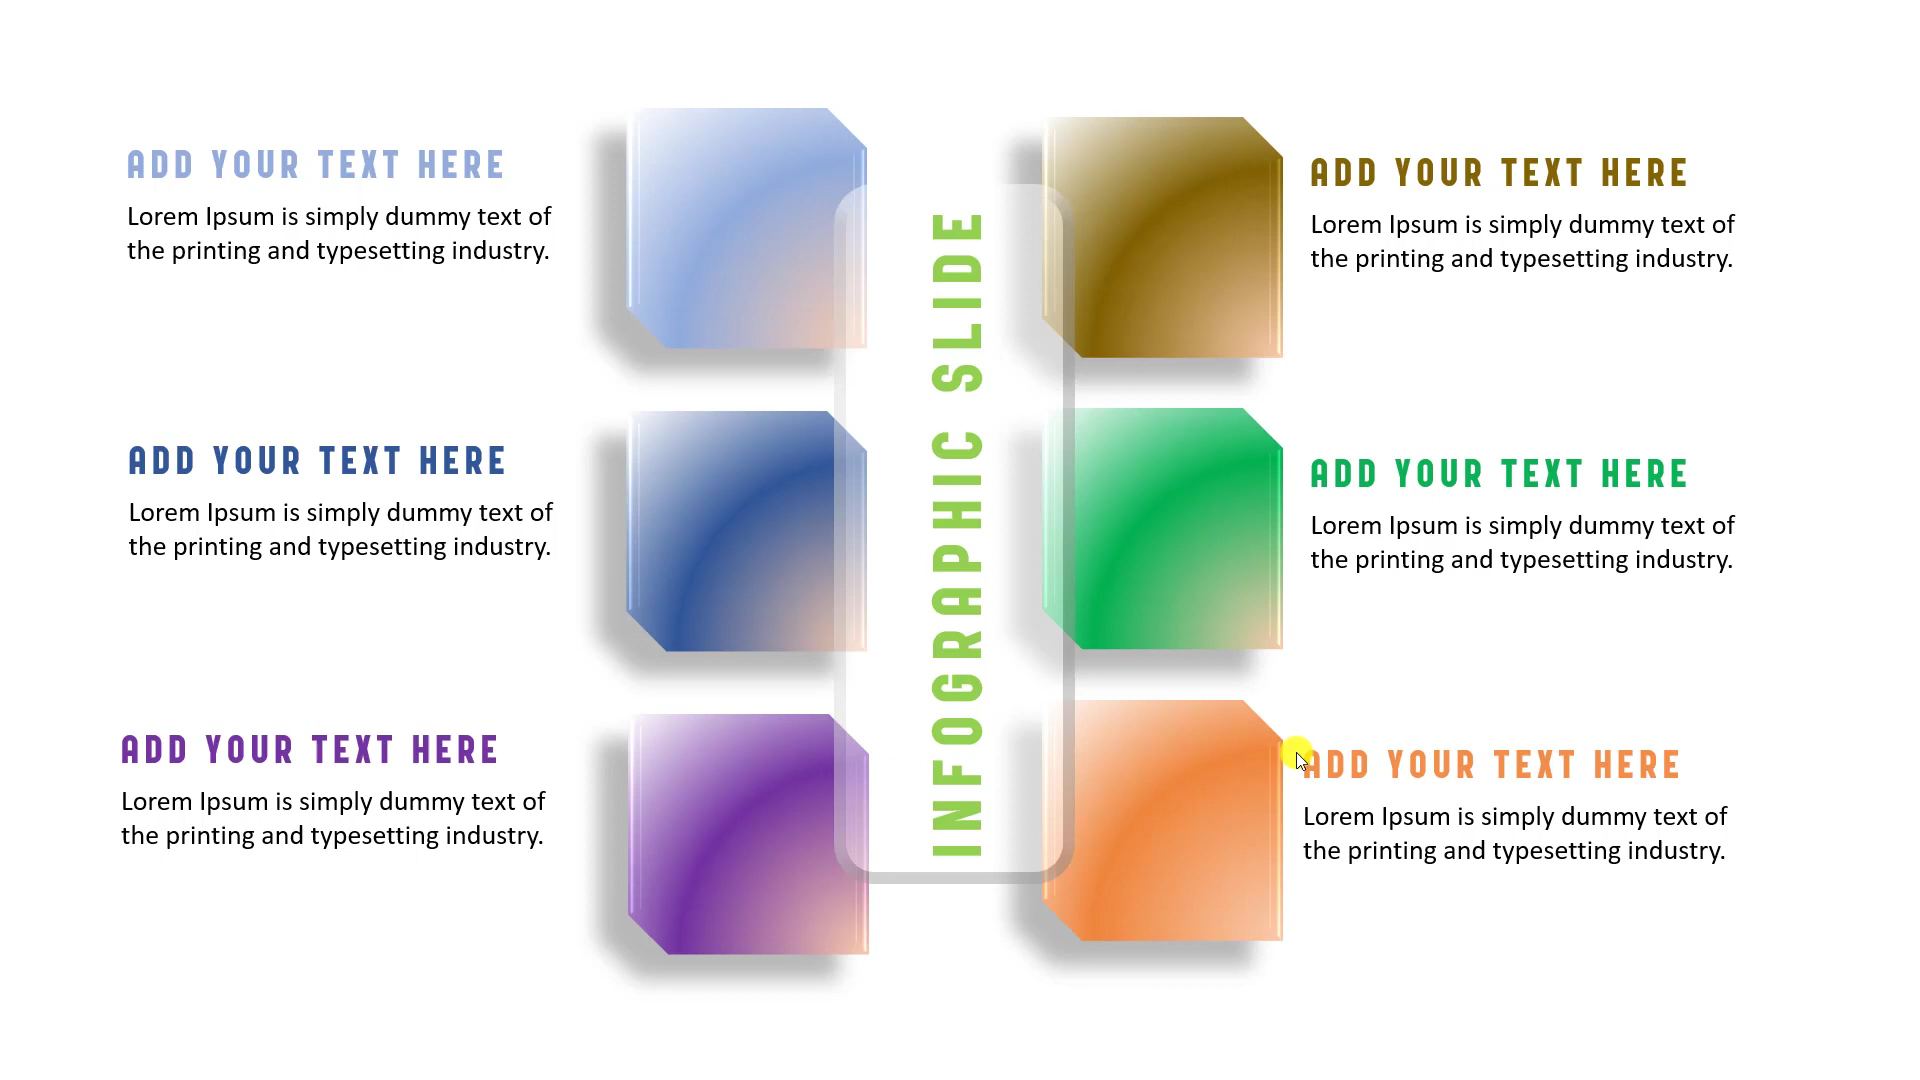 ADD YOUR TEXT HERE
Lorem Ipsum is simply dummy text of
the printing and typesetting industry.
ADD YOUR TEXT HERE
Lorem Ipsum is simply dummy text of
the printing and typesetting industry.
ADD YOUR TEXT HERE
Lorem Ipsum is simply dummy text of
the printing and typesetting industry.
INFOGRAPHIC SLIDE
ADD YOUR TEXT HERE
Lorem Ipsum is simply dummy text of
the printing and typesetting industry.
ADD YOUR TEXT HERE
Lorem Ipsum is simply dummy text of
the printing and typesetting industry.
ADD YOUR TEXT HERE
Lorem Ipsum is simply dummy text of
the printing and typesetting industry.